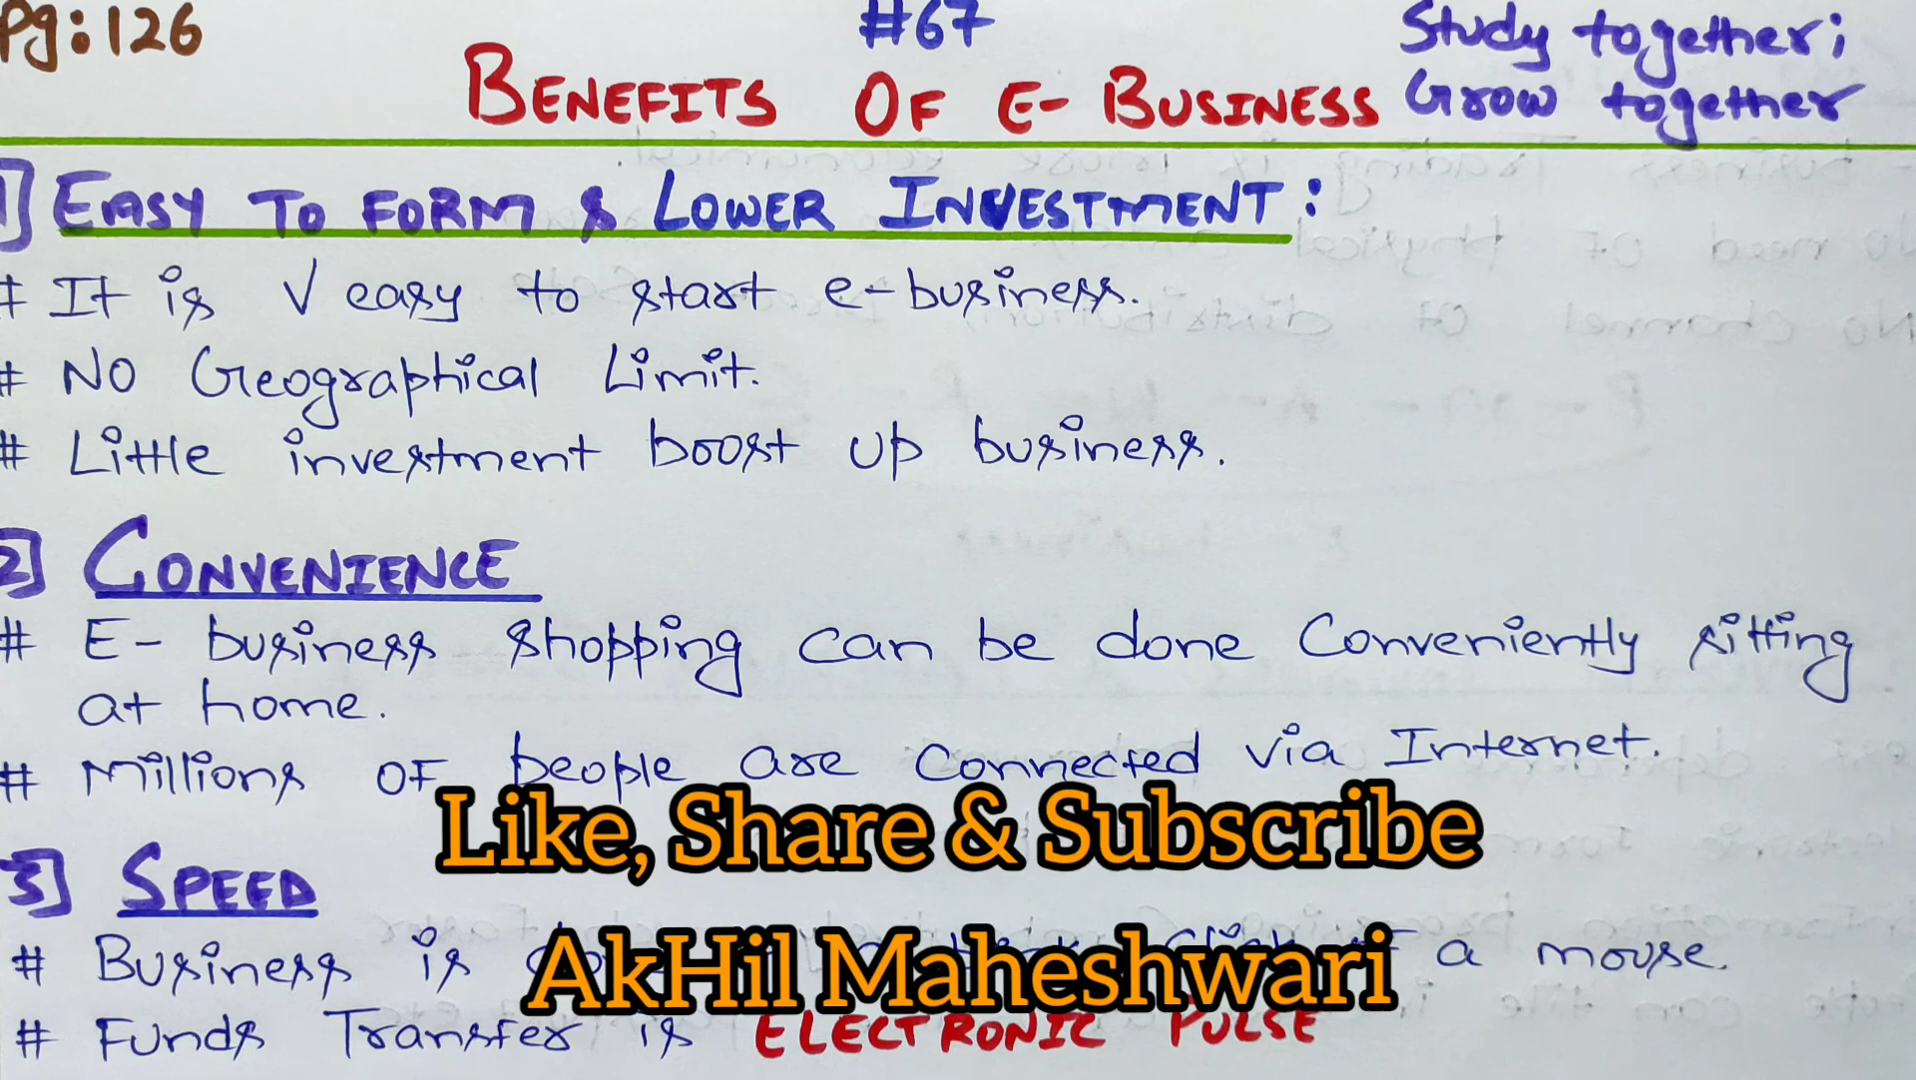 Pg:126
#67
Study together;
Grow together
BENEFITS OF E-BUSINESS
1] EASY TO FORM & LOWER INVESTMENT:
# It is V easy to start e-business.
# NO Geographical Limit.
# Little investment boost up business.
2] CONVENIENCE
# E-business shopping can be done conveniently sitting
at home.
# Millions of people are connected via Internet.
Like, Share & Subscribe
3] SPEED
# Business is of a mouse.
AkHil Maheshwari
# Funds Transfer is ELECTRONIC PULSE